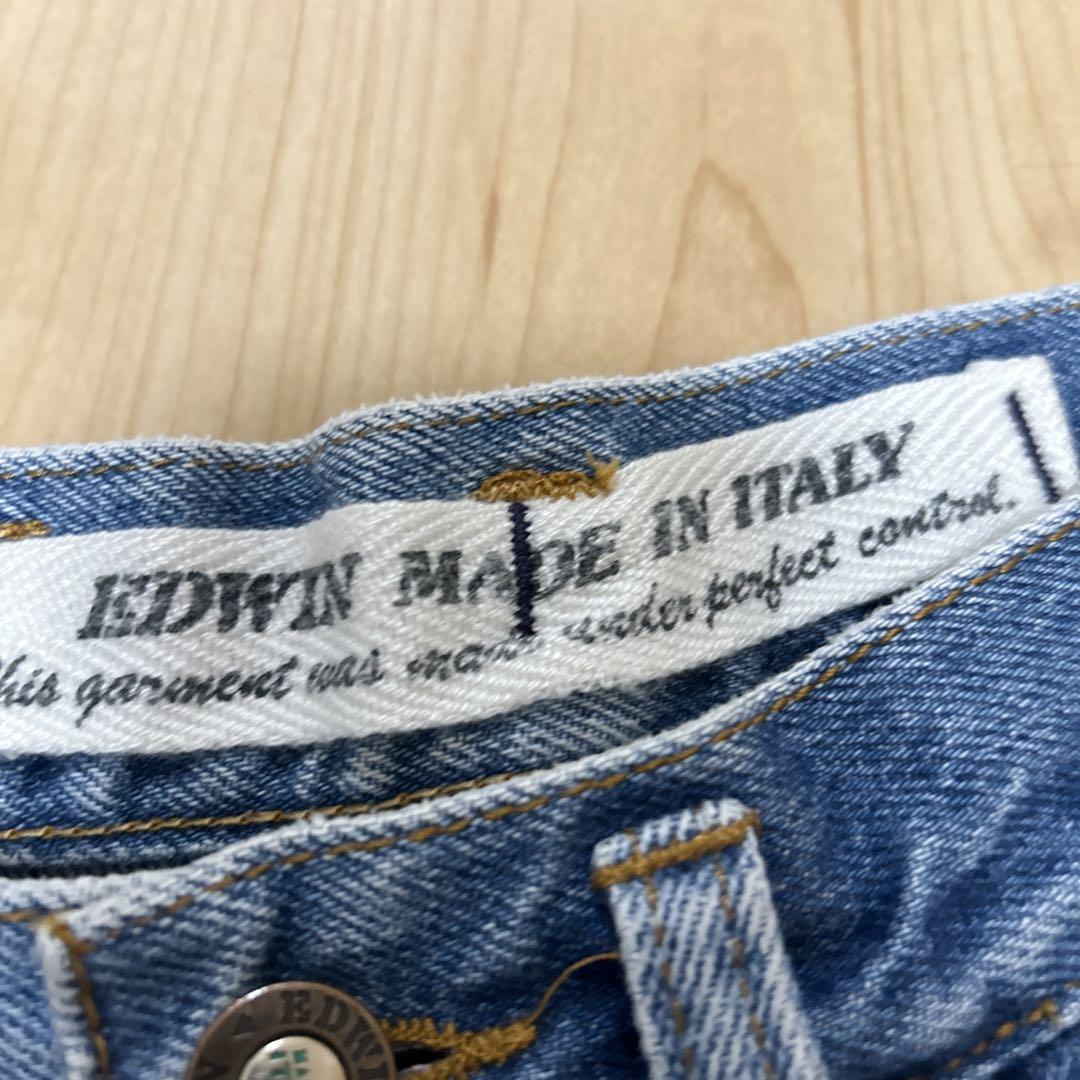 EDWIN MADE IN ITALY
his garment was made under perfect control.
EDWI